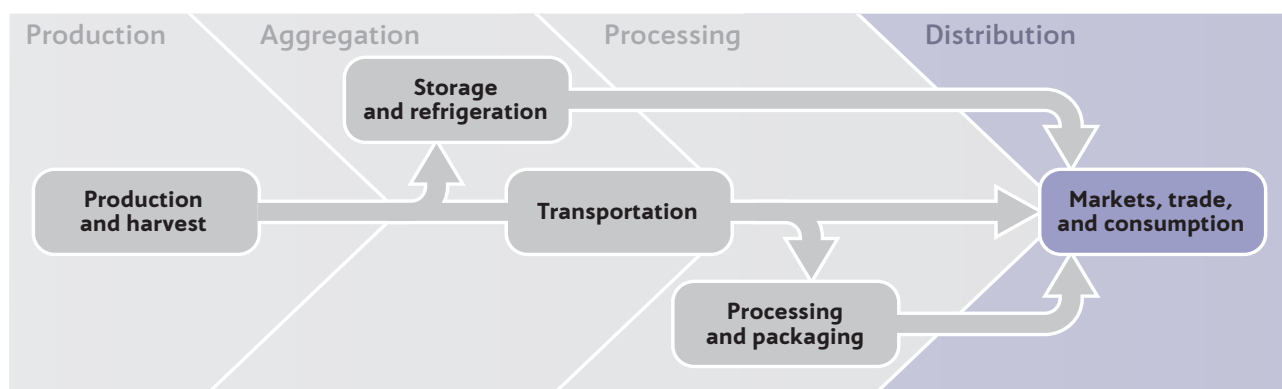 Production
Aggregation
Processing
Distribution
Storage
and refrigeration
Production
and harvest
Transportation
Markets, trade,
and consumption
Processing
and packaging